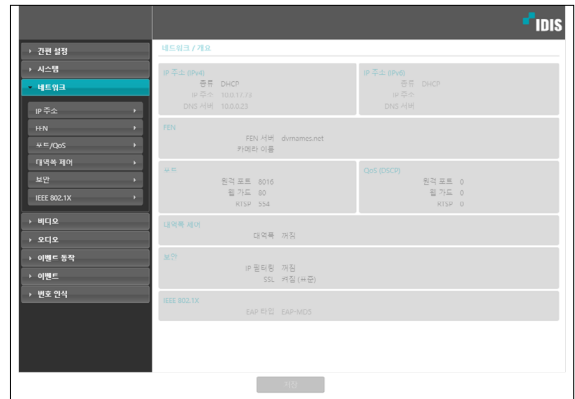 IDIS
간편 설정
시스템
네트워크
IP 주소
FEN
포트/QoS
대역폭 제어
보안
IEEE 802.1X
비디오
오디오
이벤트 동작
이벤트
번호 인식
네트워크 / 개요
IP 주소 (IPv4)
종류 DHCP
IP 주소
DNS 서버 10.0.0.23
IP 주소 (IPv6)
종류 DHCP
IP 주소
DNS 서버
FEN
FEN 서버 dvrnames.net
카메라 이름
포트
원격 포트 8016
웹 가드 80
RTSP 554
QoS (DSCP)
원격 포트 0
웹 가드 0
RTSP 0
대역폭 제어
대역폭 꺼짐
보안
IP 필터링 꺼짐
SSL 켜짐 (표준)
IEEE 802.1X
EAP 타입 EAP-MD5
저장